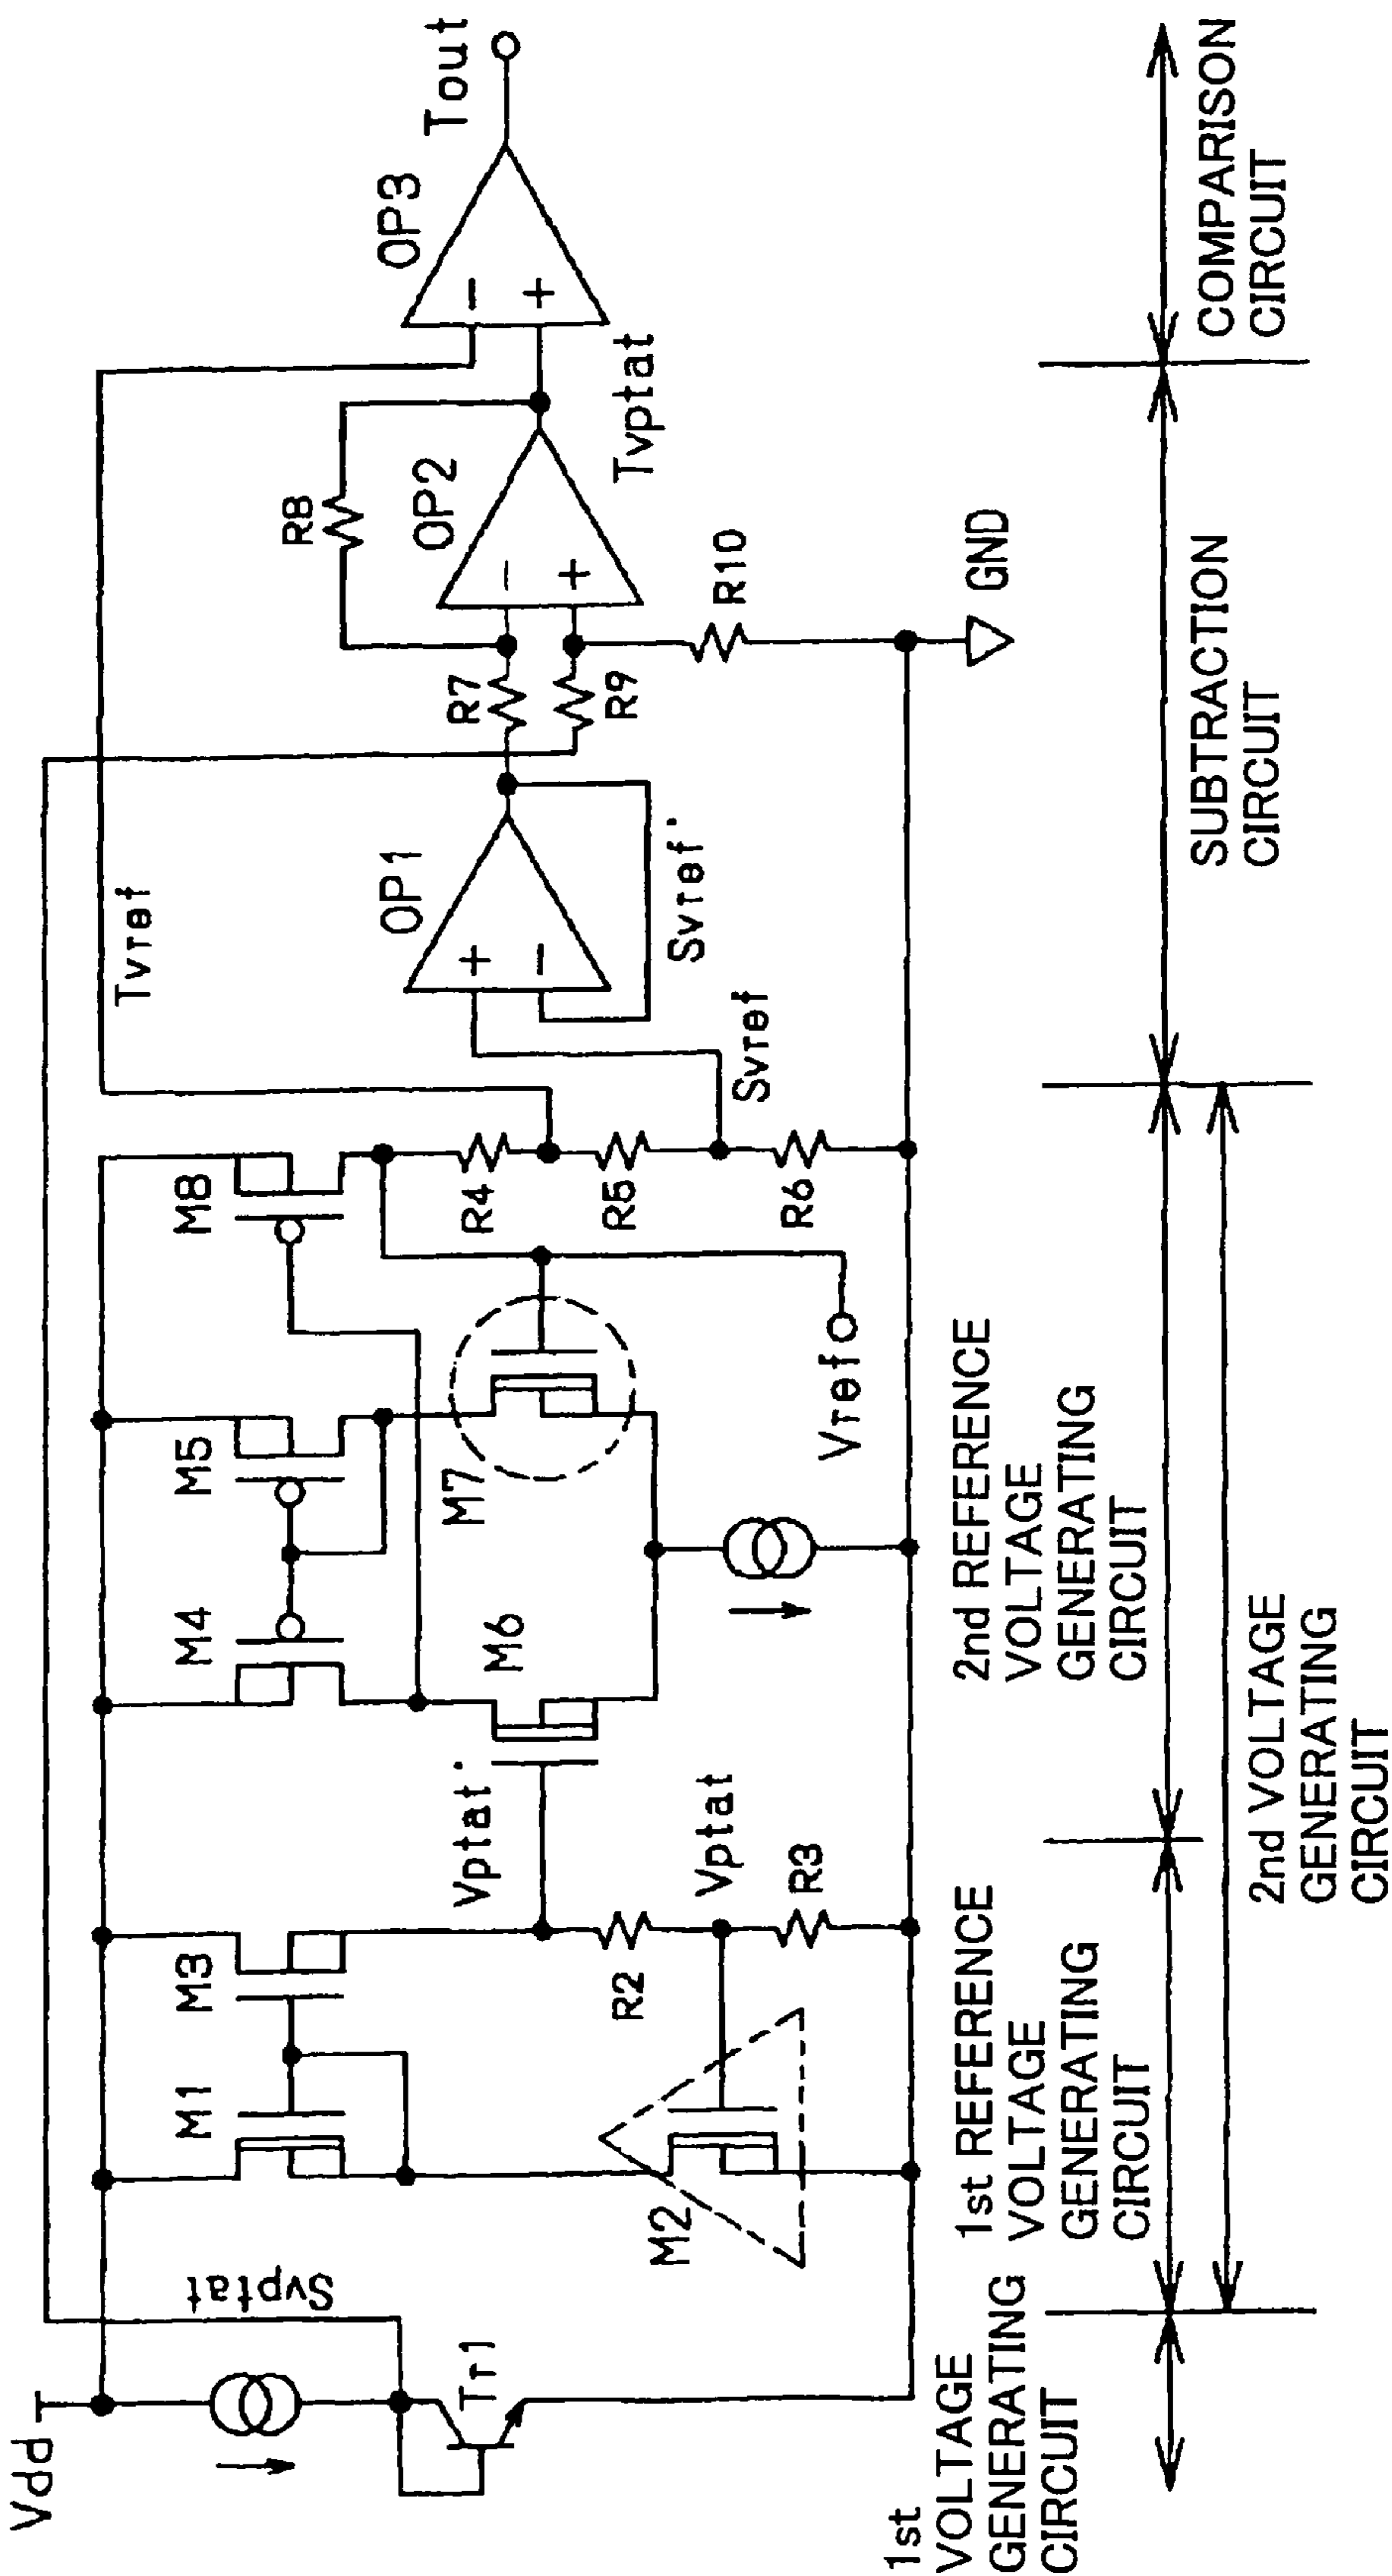 Vdd
Svptat
Tr1
M1
M2
M3
R2
R3
Vptat'
Vptat
M4
M5
M6
M7
M8
Vref
R4
R5
R6
Tvref
Svref
OP1
Svref'
R7
R9
R8
OP2
R10
GND
Tvptat
OP3
Tout
1st
VOLTAGE
GENERATING
CIRCUIT
1st REFERENCE
VOLTAGE
GENERATING
CIRCUIT
2nd REFERENCE
VOLTAGE
GENERATING
CIRCUIT
2nd VOLTAGE
GENERATING
CIRCUIT
SUBTRACTION
CIRCUIT
COMPARISON
CIRCUIT